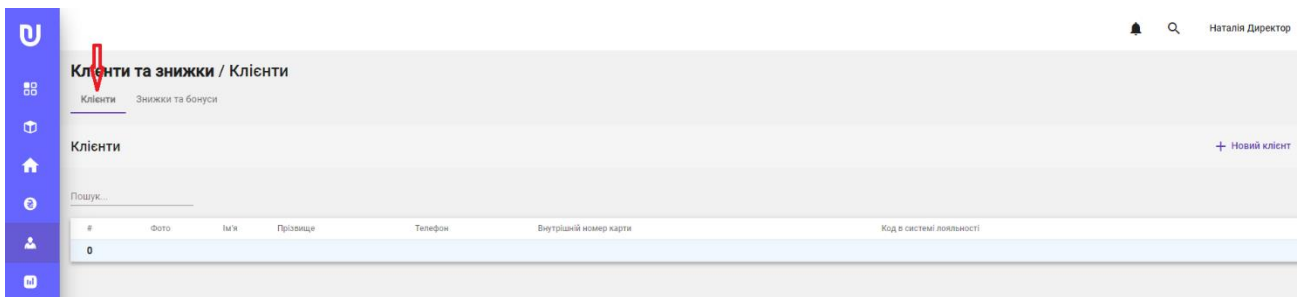 Наталія Директор
Клієнти та знижки / Клієнти
Клієнти Знижки та бонуси
Клієнти
+ Новий клієнт
Пошук...
# Фото Ім'я Прізвище Телефон Внутрішній номер карти Код в системі лояльності
0